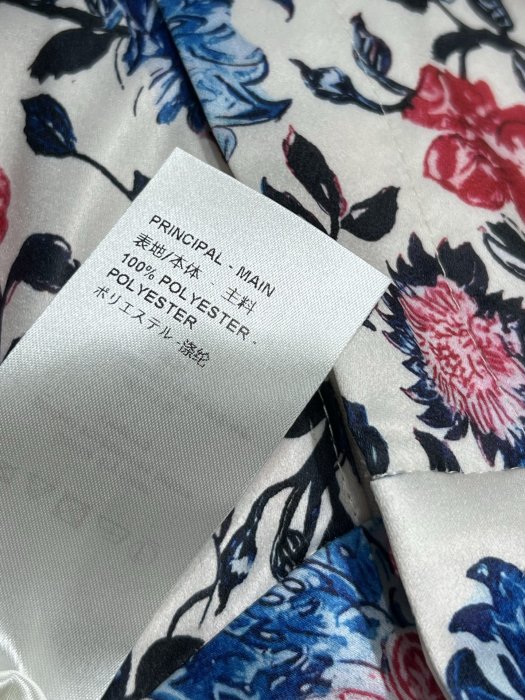 PRINCIPAL - MAIN
表地/本体 - 主料
100% POLYESTER -
POLYESTER
ポリエステル -涤纶